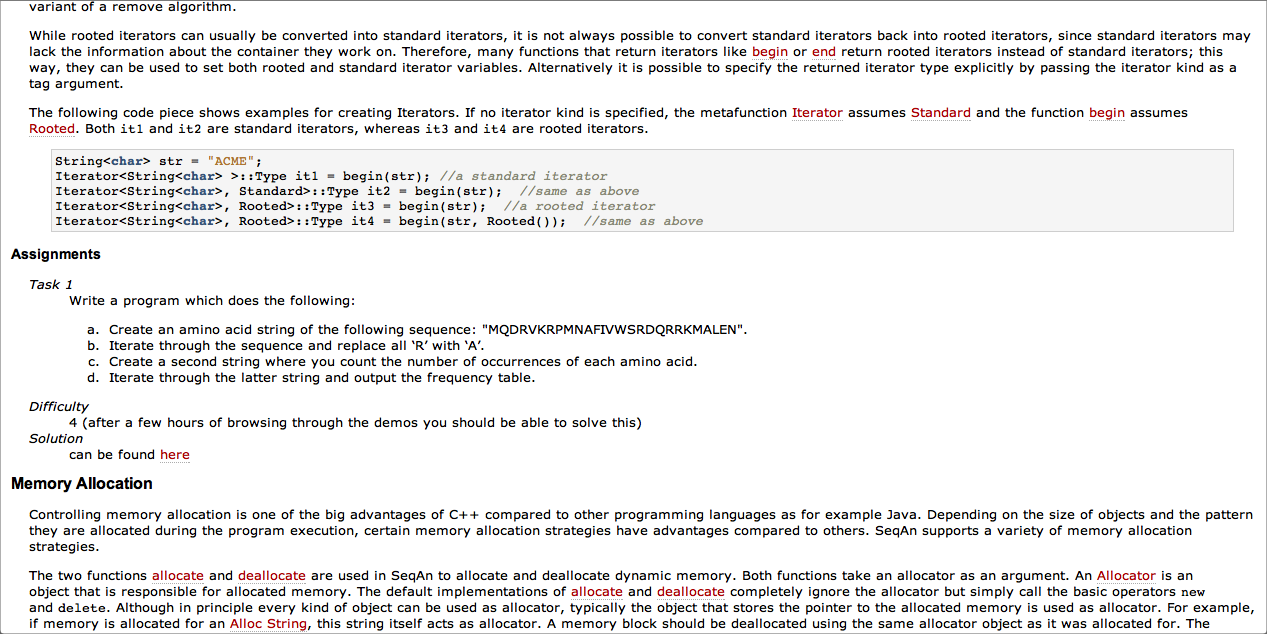 variant of a remove algorithm.
While rooted iterators can usually be converted into standard iterators, it is not always possible to convert standard iterators back into rooted iterators, since standard iterators may
lack the information about the container they work on. Therefore, many functions that return iterators like begin or end return rooted iterators instead of standard iterators; this
way, they can be used to set both rooted and standard iterator variables. Alternatively it is possible to specify the returned iterator type explicitly by passing the iterator kind as a
tag argument.
The following code piece shows examples for creating Iterators. If no iterator kind is specified, the metafunction Iterator assumes Standard and the function begin assumes
Rooted. Both it1 and it2 are standard iterators, whereas it3 and it4 are rooted iterators.
String<char> str = "ACME";
Iterator<String<char> >::Type it1 = begin(str); //a standard iterator
Iterator<String<char>, Standard>::Type it2 = begin(str);  //same as above
Iterator<String<char>, Rooted>::Type it3 = begin(str);  //a rooted iterator
Iterator<String<char>, Rooted>::Type it4 = begin(str, Rooted());  //same as above
Assignments
Task 1
Write a program which does the following:
a. Create an amino acid string of the following sequence: "MQDRVKRPMNAFIVWSRDQRRKMALEN".
b. Iterate through the sequence and replace all ‘R’ with ‘A’.
c. Create a second string where you count the number of occurrences of each amino acid.
d. Iterate through the latter string and output the frequency table.
Difficulty
4 (after a few hours of browsing through the demos you should be able to solve this)
Solution
can be found here
Memory Allocation
Controlling memory allocation is one of the big advantages of C++ compared to other programming languages as for example Java. Depending on the size of objects and the pattern
they are allocated during the program execution, certain memory allocation strategies have advantages compared to others. SeqAn supports a variety of memory allocation
strategies.
The two functions allocate and deallocate are used in SeqAn to allocate and deallocate dynamic memory. Both functions take an allocator as an argument. An Allocator is an
object that is responsible for allocated memory. The default implementations of allocate and deallocate completely ignore the allocator but simply call the basic operators new
and delete. Although in principle every kind of object can be used as allocator, typically the object that stores the pointer to the allocated memory is used as allocator. For example,
if memory is allocated for an Alloc String, this string itself acts as allocator. A memory block should be deallocated using the same allocator object as it was allocated for. The